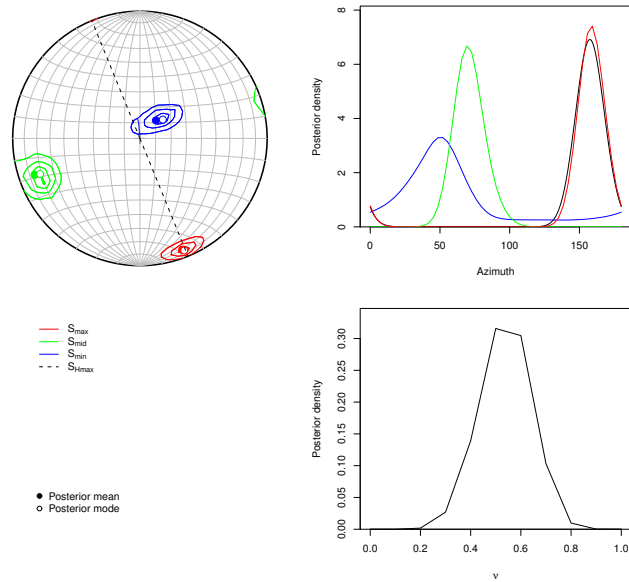 8
6
4
2
0
Posterior density
0 50 100 150
Azimuth
S_max
S_mid
S_min
S_Hmax
Posterior mean
Posterior mode
0.30
0.25
0.20
0.15
0.10
0.05
0.00
Posterior density
0.0 0.2 0.4 0.6 0.8 1.0
ν